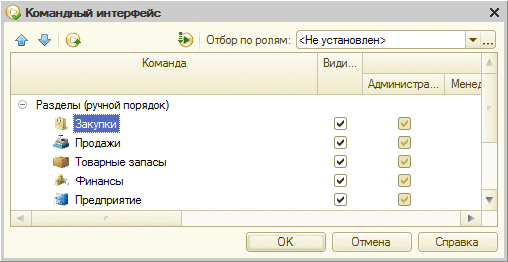 Командный интерфейс
Отбор по ролям: <Не установлен>
Команда Види...
Администра... Менед
Разделы (ручной порядок)
Закупки
Продажи
Товарные запасы
Финансы
Предприятие
OK Отмена Справка